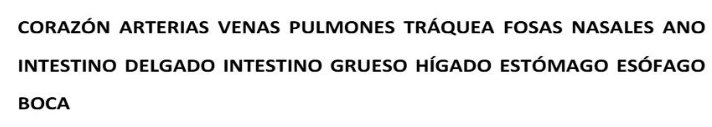 CORAZÓN ARTERIAS VENAS PULMONES TRÁQUEA FOSAS NASALES ANO
INTESTINO DELGADO INTESTINO GRUESO HÍGADO ESTÓMAGO ESÓFAGO
BOCA